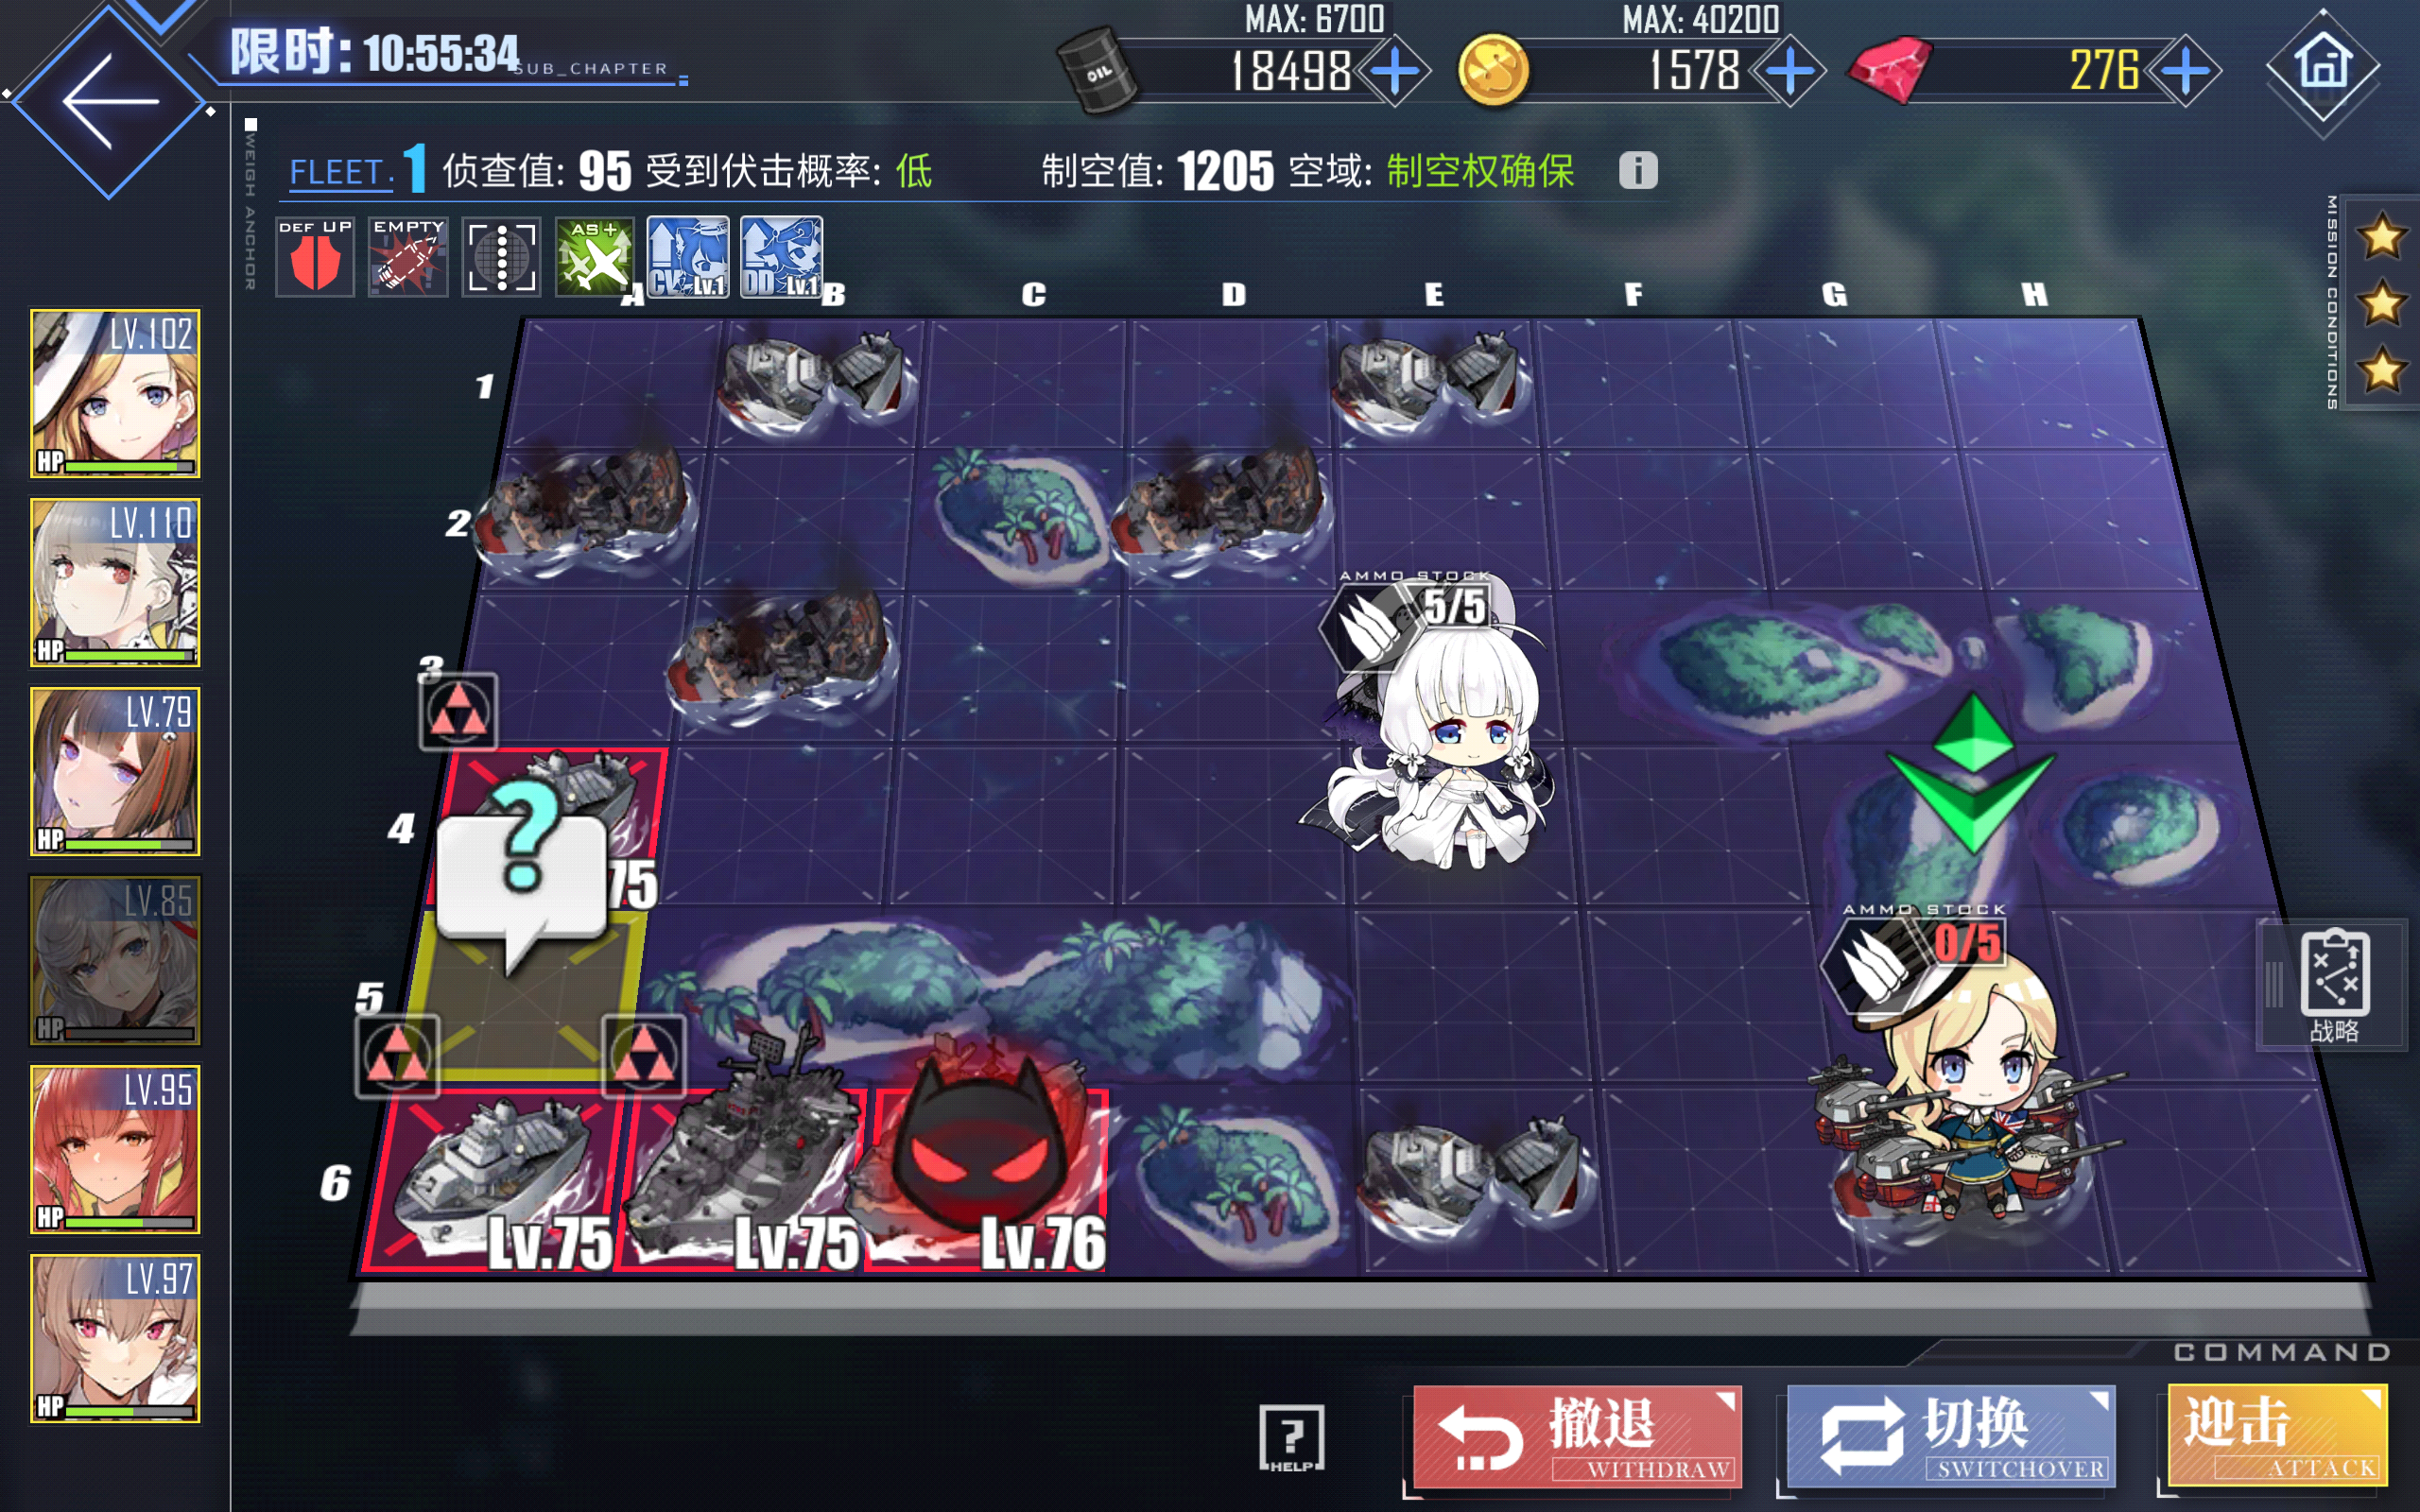 限时: 10:55:34
SUB_CHAPTER
OIL
MAX: 6700
18498
MAX: 40200
1578
276
WEIGH ANCHOR
FLEET. 1 侦查值: 95 受到伏击概率: 低 制空值: 1205 空域: 制空权确保 i
DEF UP
EMPTY
AS +
CV Lv.1
DD Lv.1
MISSION CONDITIONS
A B C D E F G H
1
2
3
4
5
6
LV.102
HP
LV.110
HP
LV.79
HP
LV.85
HP
LV.95
HP
LV.97
HP
AMMO STOCK
5/5
?
75
AMMO STOCK
0/5
战略
Lv.75
Lv.75
Lv.76
COMMAND
?
HELP
撤退
WITHDRAW
切换
SWITCHOVER
迎击
ATTACK